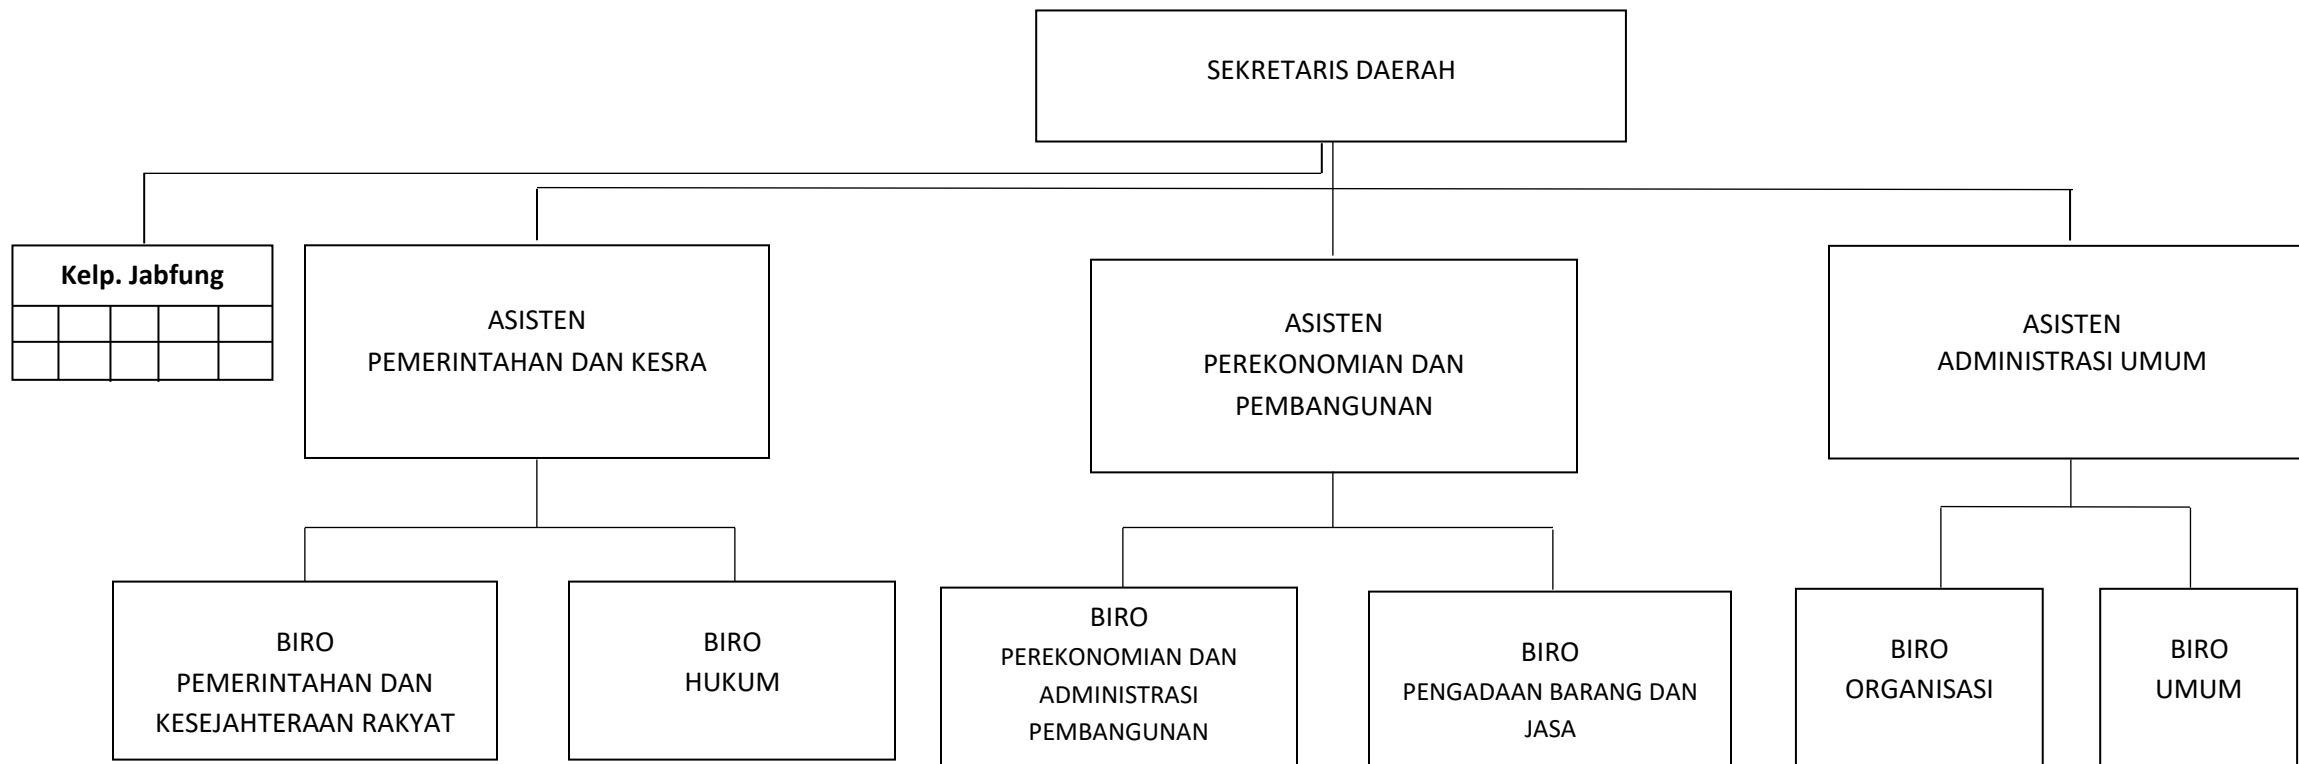 SEKRETARIS DAERAH
Kelp. Jabfung
ASISTEN
PEMERINTAHAN DAN KESRA
ASISTEN
PEREKONOMIAN DAN
PEMBANGUNAN
ASISTEN
ADMINISTRASI UMUM
BIRO
PEMERINTAHAN DAN
KESEJAHTERAAN RAKYAT
BIRO
HUKUM
BIRO
PEREKONOMIAN DAN
ADMINISTRASI
PEMBANGUNAN
BIRO
PENGADAAN BARANG DAN
JASA
BIRO
ORGANISASI
BIRO
UMUM